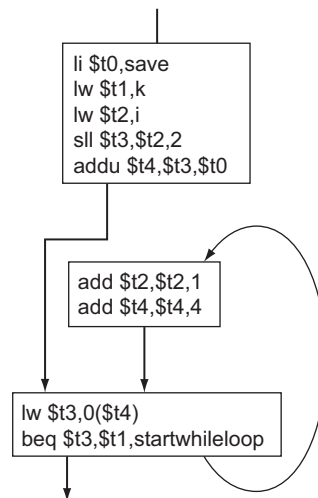 li $t0,save
lw $t1,k
lw $t2,i
sll $t3,$t2,2
addu $t4,$t3,$t0
add $t2,$t2,1
add $t4,$t4,4
lw $t3,0($t4)
beq $t3,$t1,startwhileloop